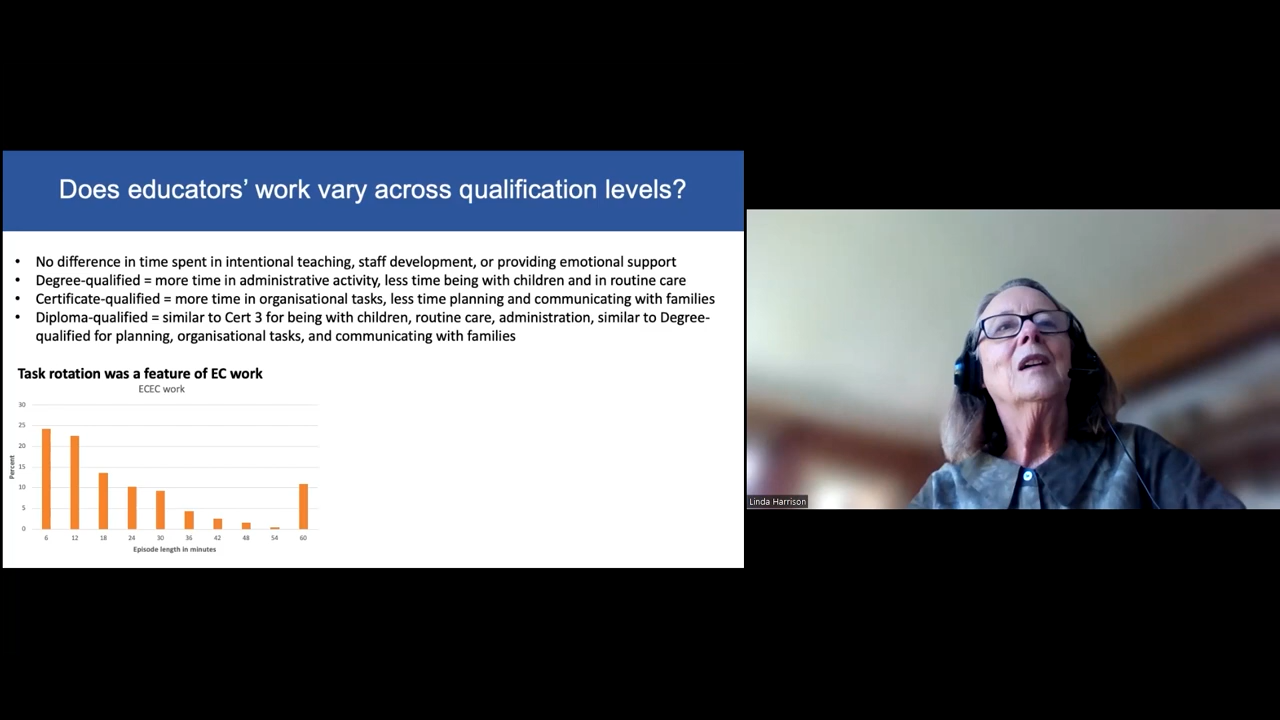 Does educators’ work vary across qualification levels?
• No difference in time spent in intentional teaching, staff development, or providing emotional support
• Degree-qualified = more time in administrative activity, less time being with children and in routine care
• Certificate-qualified = more time in organisational tasks, less time planning and communicating with families
• Diploma-qualified = similar to Cert 3 for being with children, routine care, administration, similar to Degree-
qualified for planning, organisational tasks, and communicating with families
Task rotation was a feature of EC work
ECEC work
30
25
20
15
10
5
0
Percent
6 12 18 24 30 36 42 48 54 60
Episode length in minutes
Linda Harrison